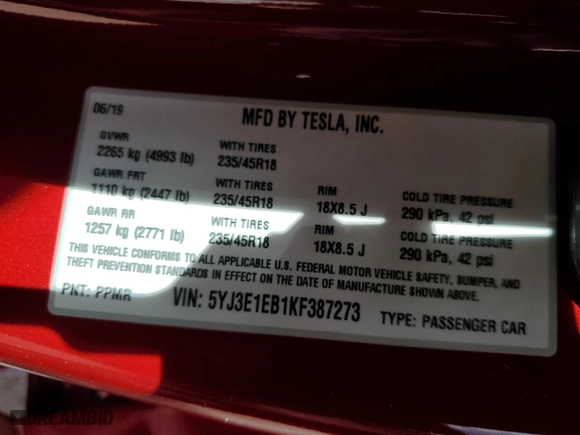 06/19
MFD BY TESLA, INC.
GVWR WITH TIRES
2265 kg (4993 lb) 235/45R18
GAWR FRT WITH TIRES RIM COLD TIRE PRESSURE
1110 kg (2447 lb) 235/45R18 18X8.5 J 290 kPa, 42 psi
GAWR RR WITH TIRES RIM COLD TIRE PRESSURE
1257 kg (2771 lb) 235/45R18 18X8.5 J 290 kPa, 42 psi
THIS VEHICLE CONFORMS TO ALL APPLICABLE U.S. FEDERAL MOTOR VEHICLE SAFETY, BUMPER, AND
THEFT PREVENTION STANDARDS IN EFFECT ON THE DATE OF MANUFACTURE SHOWN ABOVE.
PNT: PPMR VIN: 5YJ3E1EB1KF387273 TYPE: PASSENGER CAR
DREAMBID